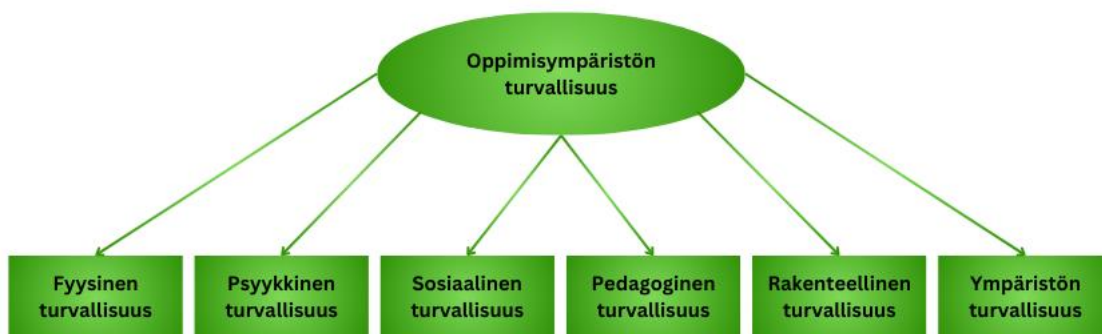 Oppimisympäristön
turvallisuus
Fyysinen
turvallisuus
Psyykkinen
turvallisuus
Sosiaalinen
turvallisuus
Pedagoginen
turvallisuus
Rakenteellinen
turvallisuus
Ympäristön
turvallisuus